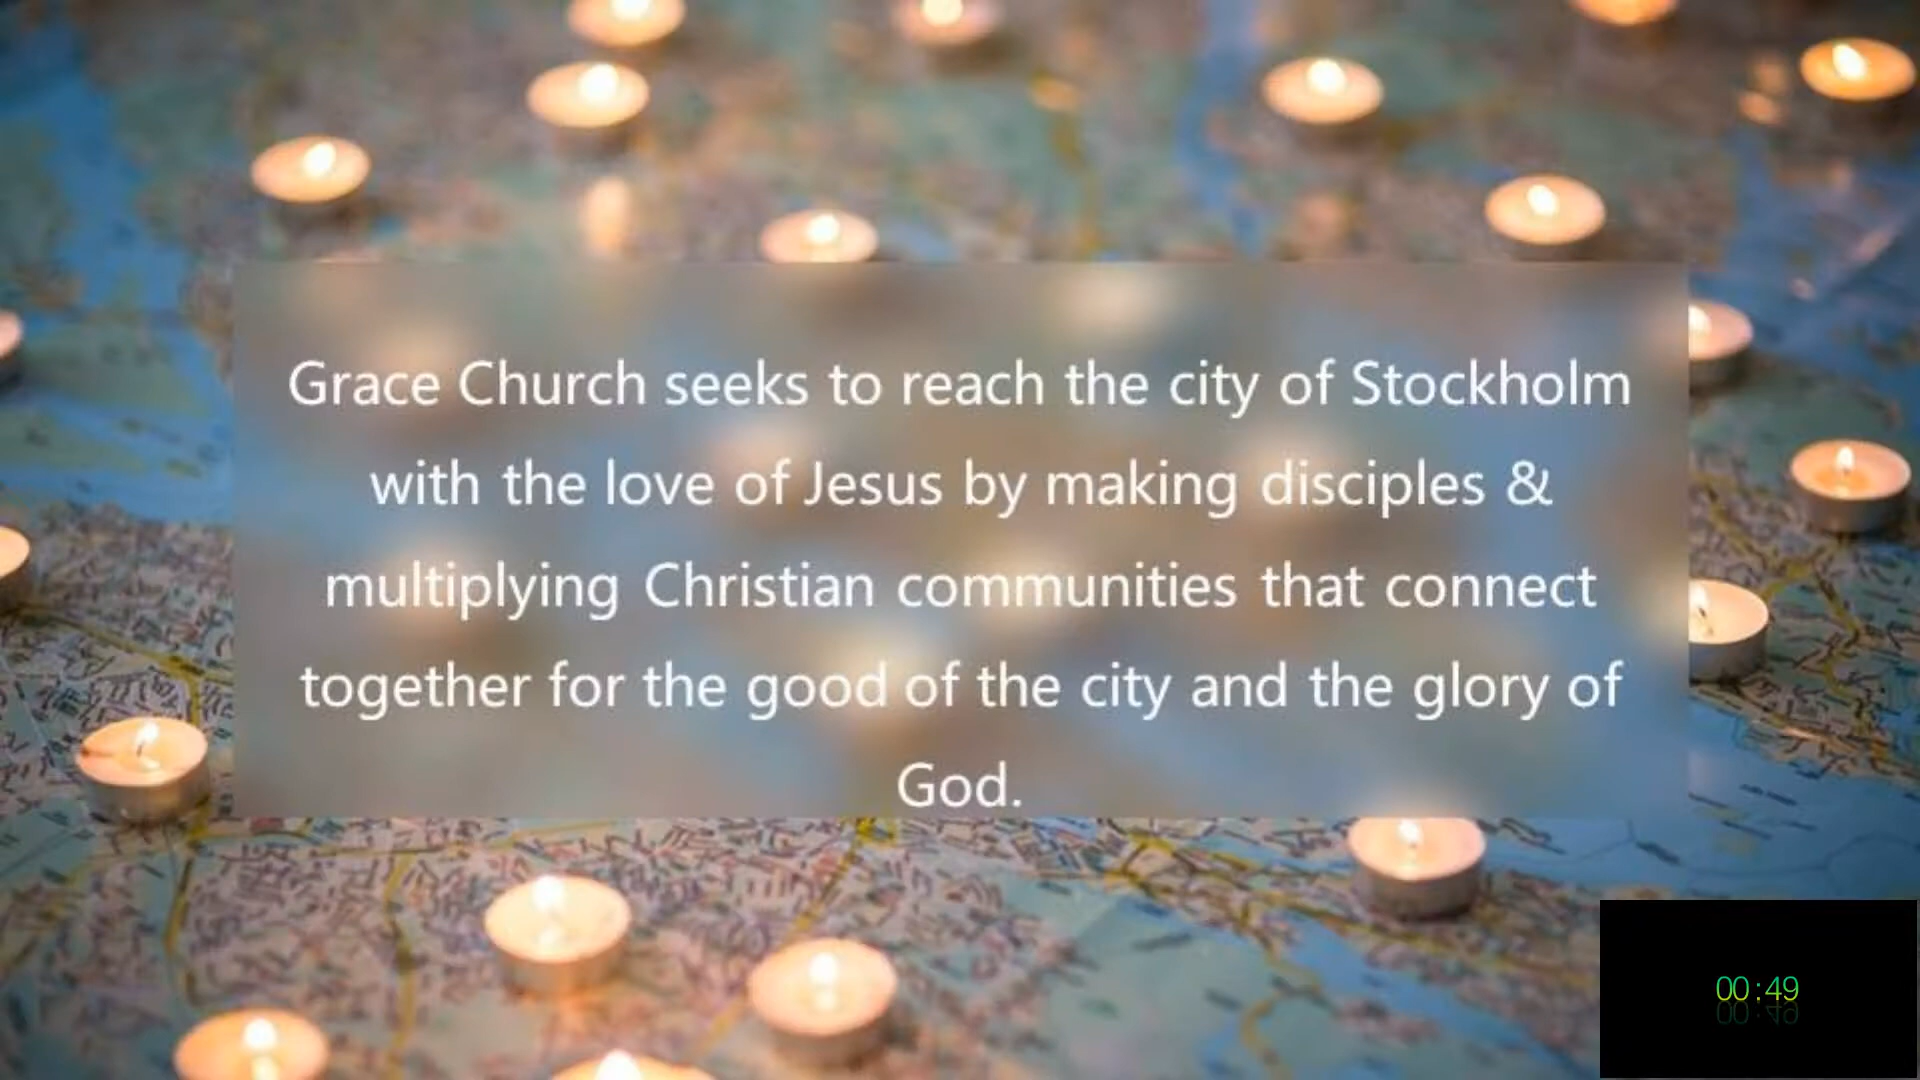 Grace Church seeks to reach the city of Stockholm
with the love of Jesus by making disciples &
multiplying Christian communities that connect
together for the good of the city and the glory of
God.
00:49